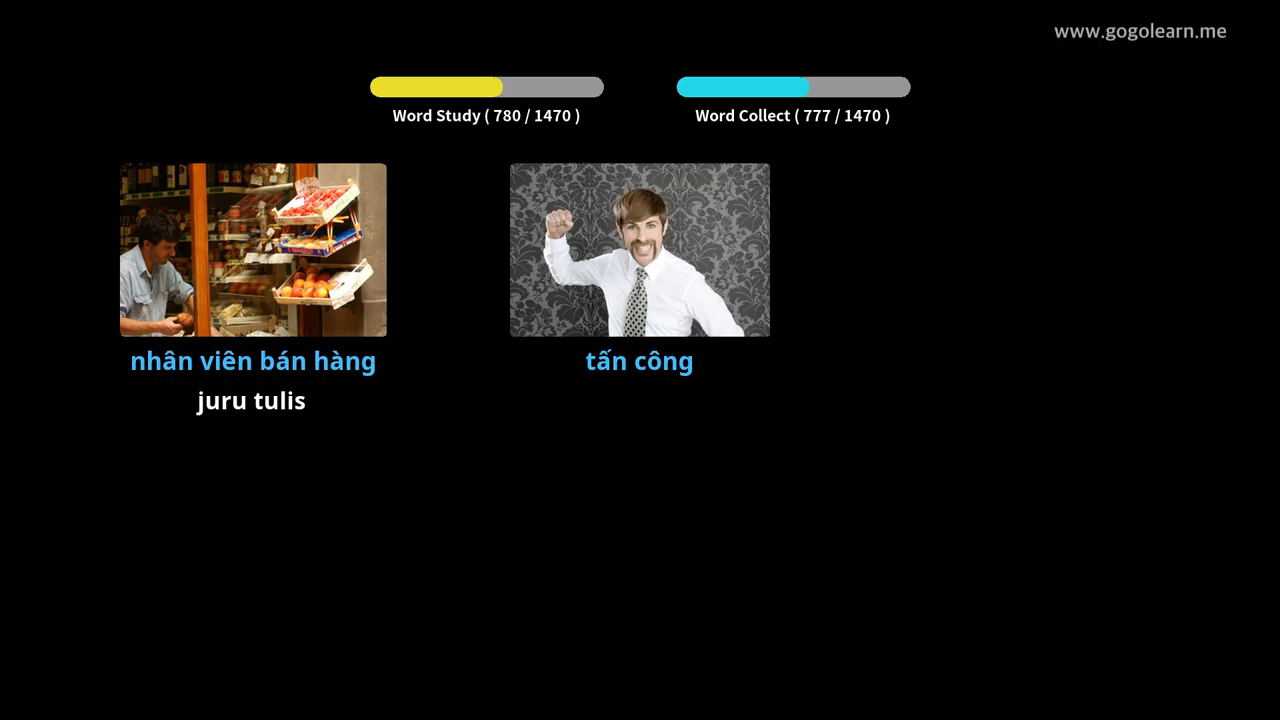 www.gogolearn.me
Word Study ( 780 / 1470 )
Word Collect ( 777 / 1470 )
nhân viên bán hàng
juru tulis
tấn công